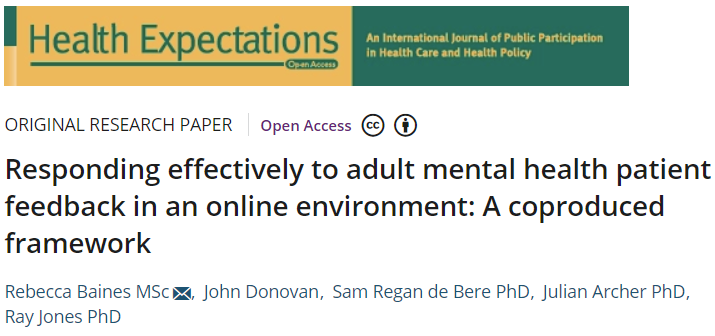 Health Expectations
Open Access
An International Journal of Public Participation
in Health Care and Health Policy
ORIGINAL RESEARCH PAPER Open Access cc
Responding effectively to adult mental health patient
feedback in an online environment: A coproduced
framework
Rebecca Baines MSc, John Donovan, Sam Regan de Bere PhD, Julian Archer PhD,
Ray Jones PhD